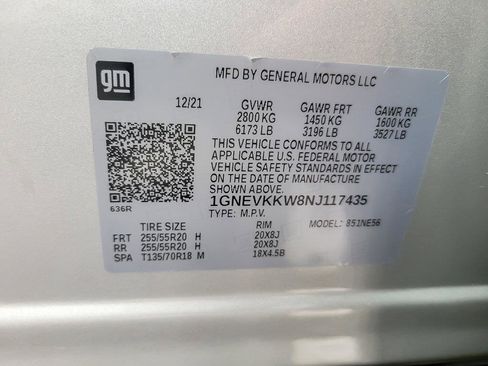 gm
MFD BY GENERAL MOTORS LLC
12/21 GVWR GAWR FRT GAWR RR
2800 KG 1450 KG 1600 KG
6173 LB 3196 LB 3527 LB
THIS VEHICLE CONFORMS TO ALL
APPLICABLE U.S. FEDERAL MOTOR
VEHICLE SAFETY STANDARDS IN EFFECT
ON THE DATE OF MANUFACTURE
SHOWN ABOVE.
1GNEVKKW8NJ117435
636R TYPE: M.P.V. MODEL: 851NE56
TIRE SIZE RIM
FRT 255/55R20 H 20X8J
RR 255/55R20 H 20X8J
SPA T135/70R18 M 18X4.5B